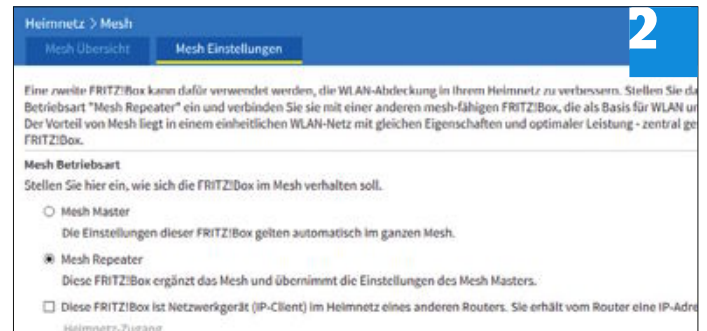 Heimnetz > Mesh
2
Mesh Übersicht Mesh Einstellungen
Eine zweite FRITZ!Box kann dafür verwendet werden, die WLAN-Abdeckung in Ihrem Heimnetz zu verbessern. Stellen Sie da
Betriebsart "Mesh Repeater" ein und verbinden Sie sie mit einer anderen mesh-fähigen FRITZ!Box, die als Basis für WLAN un
Der Vorteil von Mesh liegt in einem einheitlichen WLAN-Netz mit gleichen Eigenschaften und optimaler Leistung - zentral ge
FRITZ!Box.
Mesh Betriebsart
Stellen Sie hier ein, wie sich die FRITZ!Box im Mesh verhalten soll.
Mesh Master
Die Einstellungen dieser FRITZ!Box gelten automatisch im ganzen Mesh.
Mesh Repeater
Diese FRITZ!Box ergänzt das Mesh und übernimmt die Einstellungen des Mesh Masters.
Diese FRITZ!Box ist Netzwerkgerät (IP-Client) im Heimnetz eines anderen Routers. Sie erhält vom Router eine IP-Adre
Heimnetz-Zugang